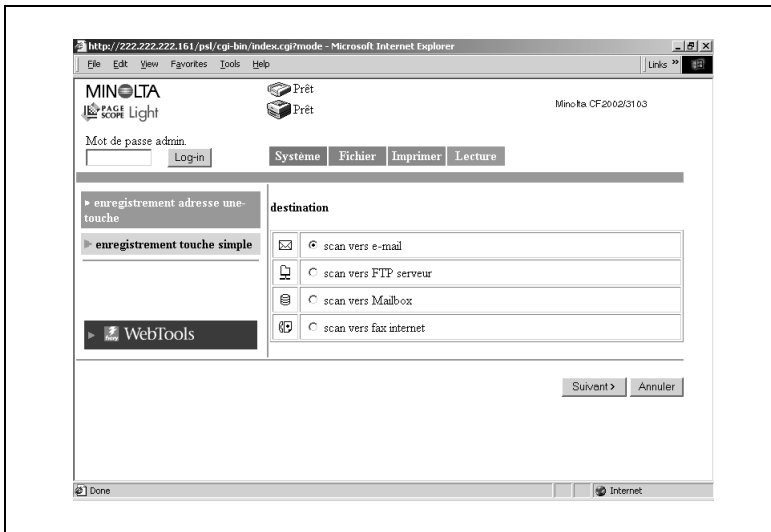 http://222.222.222.161/psl/cgi-bin/index.cgi?mode - Microsoft Internet Explorer
File Edit View Favorites Tools Help
Links »
MINOLTA
PAGE SCOPE Light
Prêt
Prêt
Minolta CF2002/3103
Mot de passe admin.
Log-in
Système Fichier Imprimer Lecture
enregistrement adresse une-
touche
enregistrement touche simple
fiery WebTools
destination
scan vers e-mail
scan vers FTP serveur
scan vers Mailbox
scan vers fax internet
Suivant > Annuler
Done
Internet